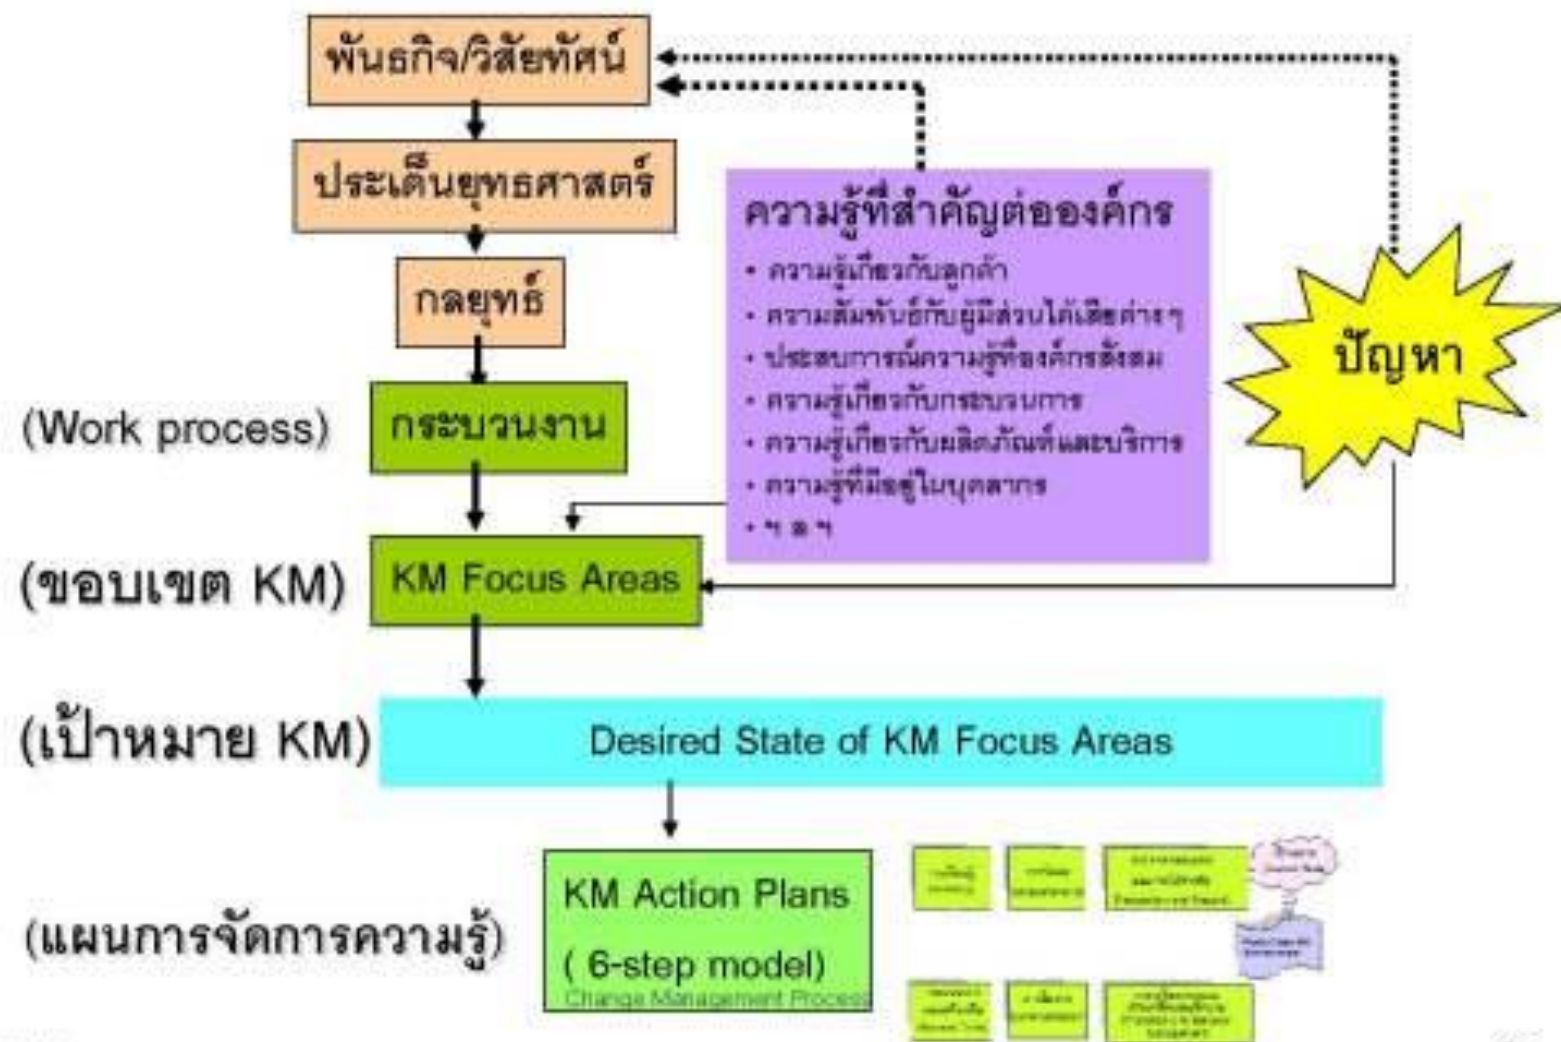 พันธกิจ/วิสัยทัศน์
ประเด็นยุทธศาสตร์
กลยุทธ์
(Work process)
กระบวนงาน
(ขอบเขต KM)
KM Focus Areas
ความรู้ที่สำคัญต่อองค์กร
• ความรู้เกี่ยวกับลูกค้า
• ความสัมพันธ์กับผู้มีส่วนได้เสียต่างๆ
• ประสบการณ์ความรู้ที่องค์กรสั่งสม
• ความรู้เกี่ยวกับกระบวนการ
• ความรู้เกี่ยวกับผลิตภัณฑ์และบริการ
• ความรู้ที่มีอยู่ในบุคลากร
• ฯ ล ฯ
ปัญหา
(เป้าหมาย KM)
Desired State of KM Focus Areas
(แผนการจัดการความรู้)
KM Action Plans
( 6-step model)
Change Management Process